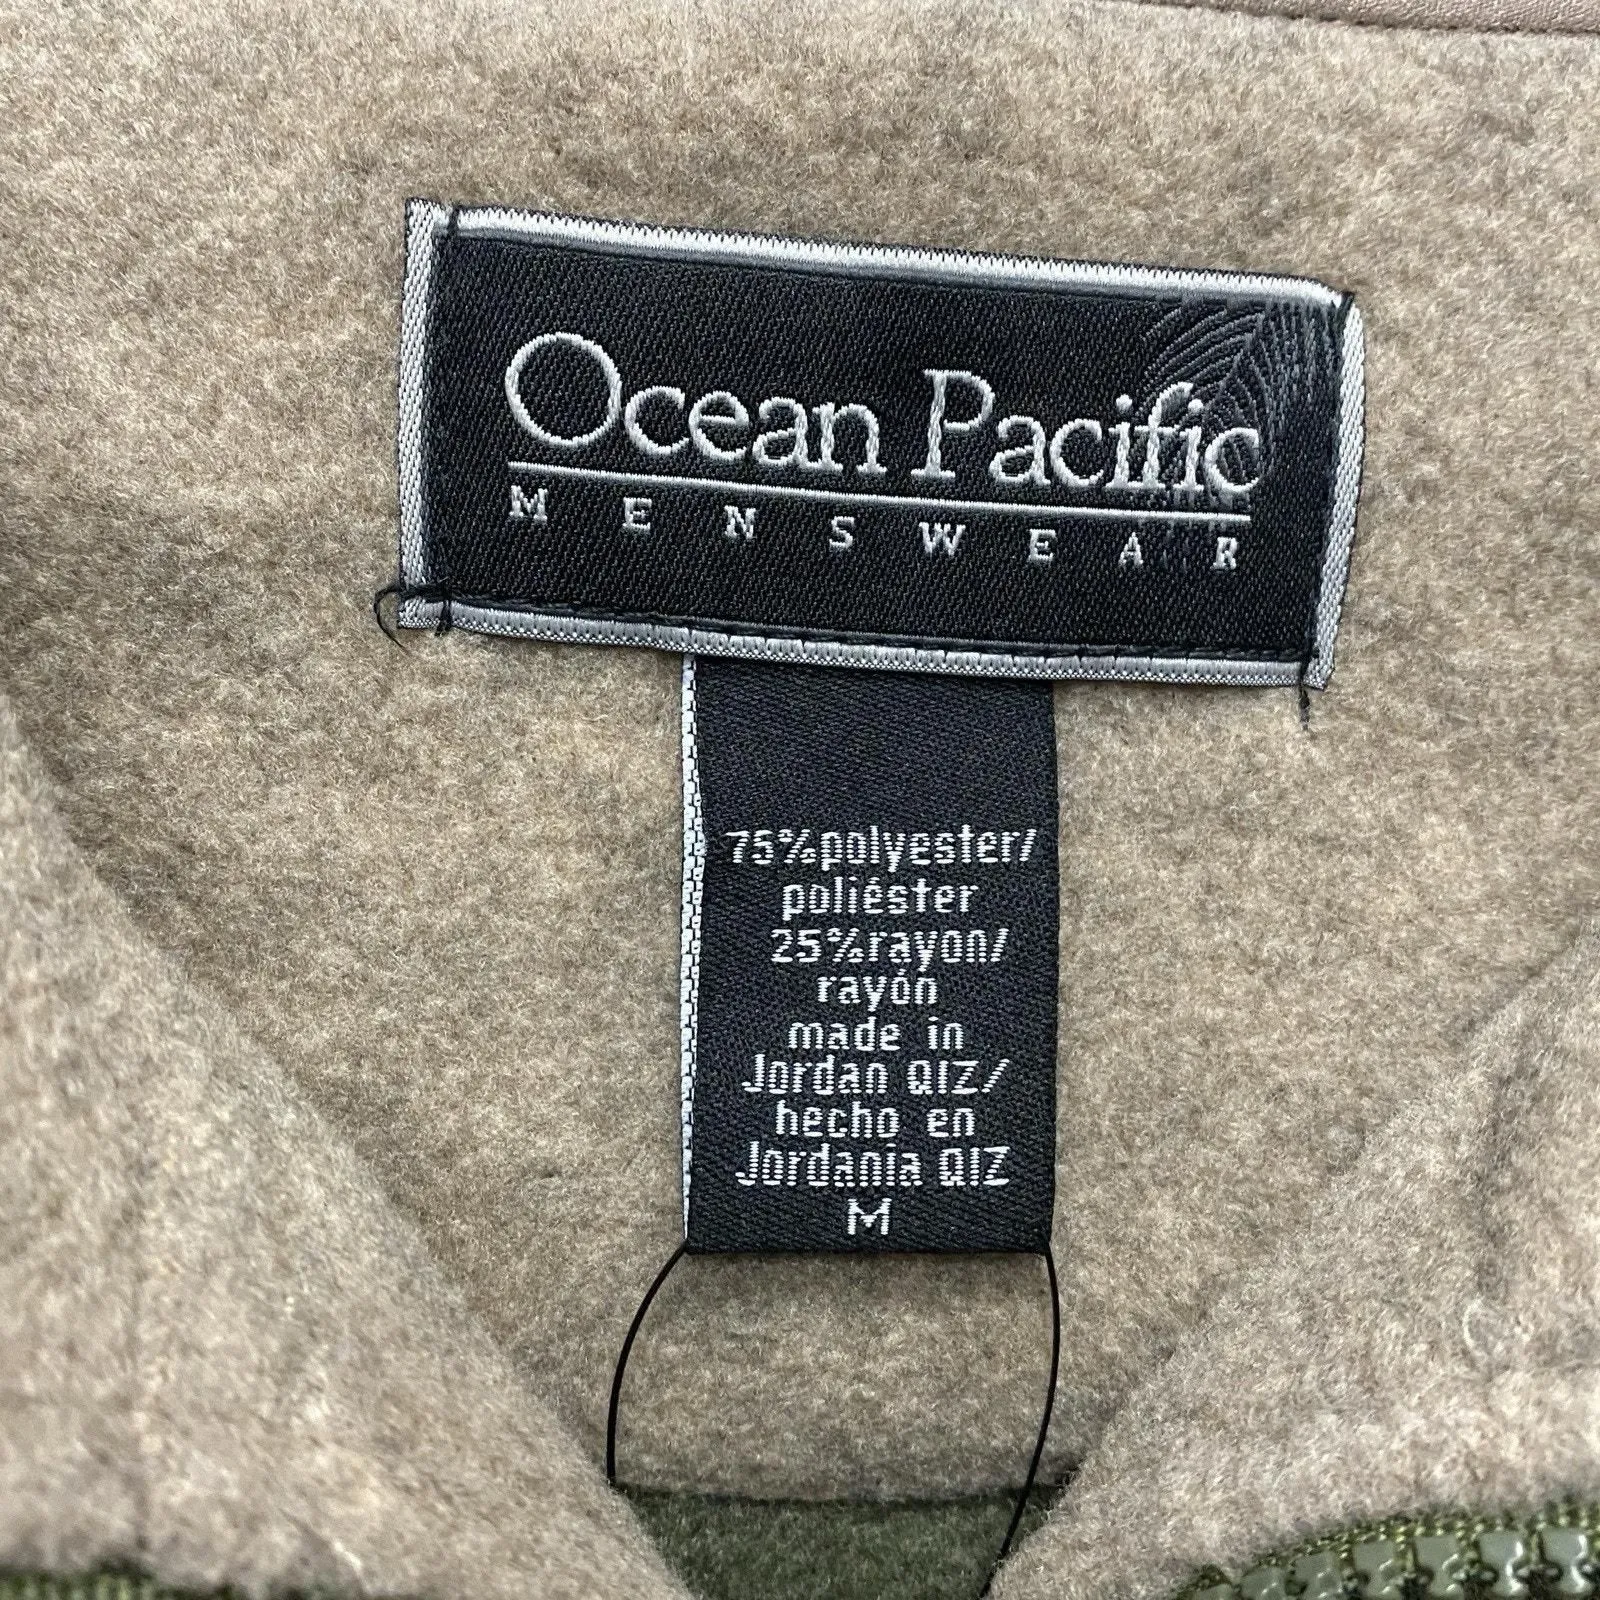 Ocean Pacific
MENSWEAR
75%polyester/
poliéster
25%rayon/
rayón
made in
Jordan QIZ/
hecho en
Jordania QIZ
M